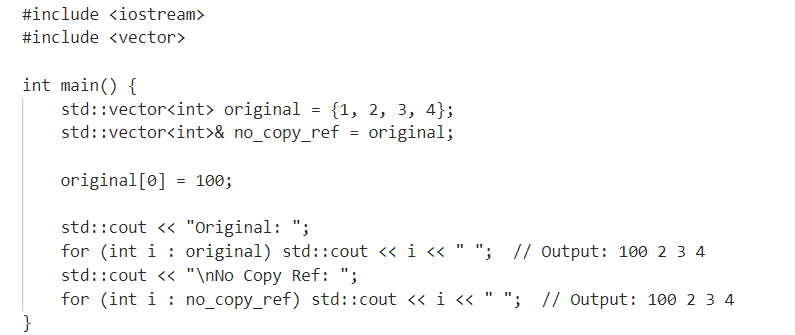 #include <iostream>
#include <vector>
int main() {
    std::vector<int> original = {1, 2, 3, 4};
    std::vector<int>& no_copy_ref = original;
    original[0] = 100;
    std::cout << "Original: ";
    for (int i : original) std::cout << i << " ";  // Output: 100 2 3 4
    std::cout << "\nNo Copy Ref: ";
    for (int i : no_copy_ref) std::cout << i << " ";  // Output: 100 2 3 4
}